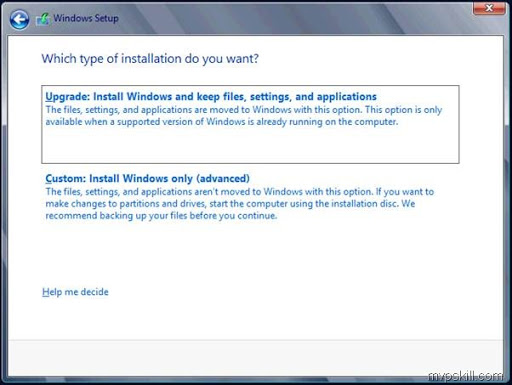 Windows Setup
Which type of installation do you want?
Upgrade: Install Windows and keep files, settings, and applications
The files, settings, and applications are moved to Windows with this option. This option is only
available when a supported version of Windows is already running on the computer.
Custom: Install Windows only (advanced)
The files, settings, and applications aren't moved to Windows with this option. If you want to
make changes to partitions and drives, start the computer using the installation disc. We
recommend backing up your files before you continue.
Help me decide
mvpskill.com